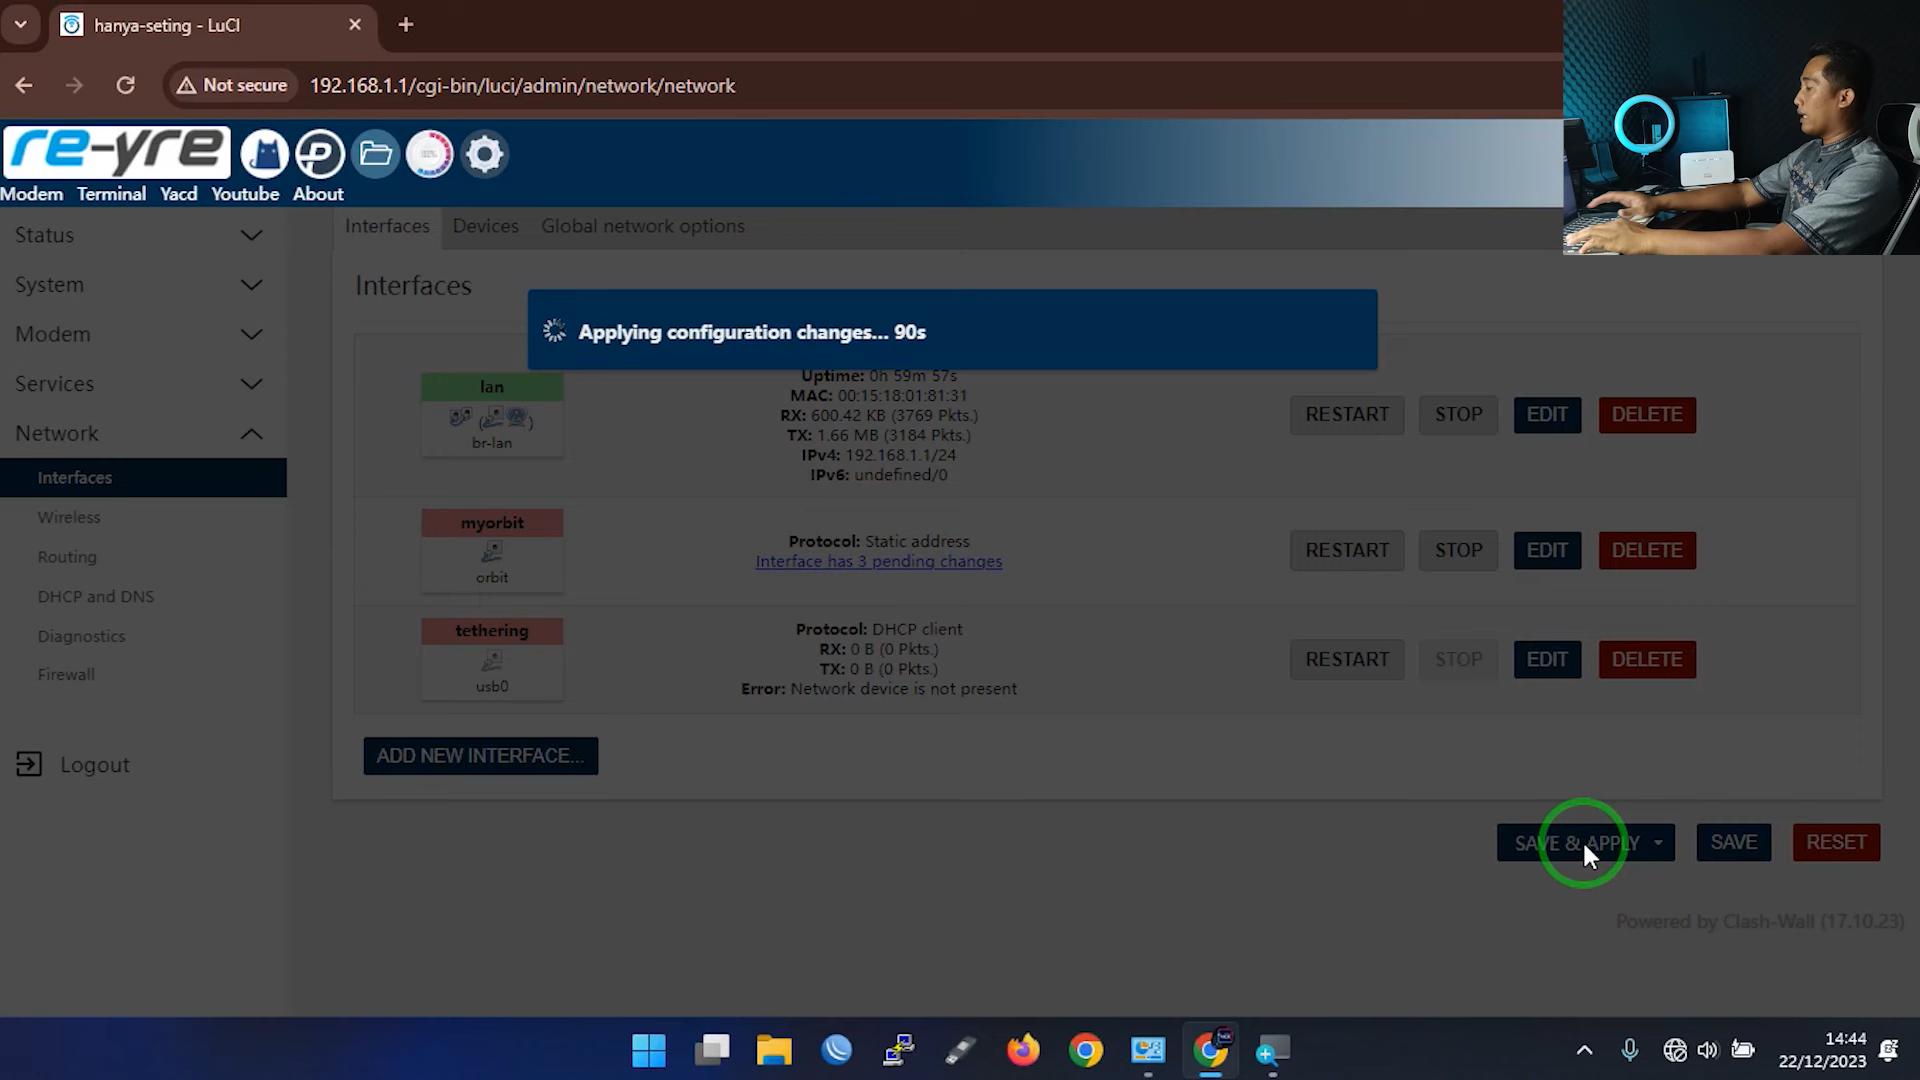 hanya-seting - LuCI
Not secure
192.168.1.1/cgi-bin/luci/admin/network/network
re-yre
Modem Terminal Yacd Youtube About
Status
System
Modem
Services
Network
Interfaces
Wireless
Routing
DHCP and DNS
Diagnostics
Firewall
Logout
Interfaces Devices Global network options
Interfaces
Applying configuration changes... 90s
lan
br-lan
Uptime: 0h 59m 57s
MAC: 00:15:18:01:81:31
RX: 600.42 KB (3769 Pkts.)
TX: 1.66 MB (3184 Pkts.)
IPv4: 192.168.1.1/24
IPv6: undefined/0
RESTART STOP EDIT DELETE
myorbit
orbit
Protocol: Static address
Interface has 3 pending changes
RESTART STOP EDIT DELETE
tethering
usb0
Protocol: DHCP client
RX: 0 B (0 Pkts.)
TX: 0 B (0 Pkts.)
Error: Network device is not present
RESTART STOP EDIT DELETE
ADD NEW INTERFACE...
SAVE & APPLY SAVE RESET
Powered by Clash-Wall (17.10.23)
14:44
22/12/2023